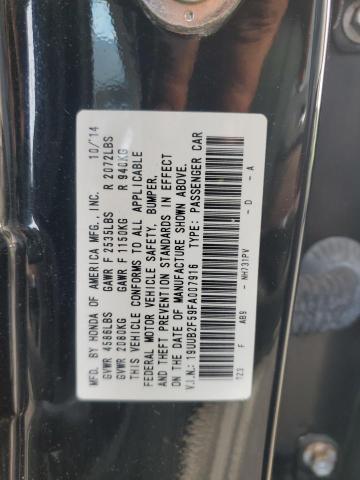 MFD.BY HONDA OF AMERICA MFG., INC. 10/14
GVWR 4586LBS GAWR F 2535LBS R 2072LBS
GVWR 2080KG GAWR F 1150KG R 940KG
THIS VEHICLE CONFORMS TO ALL APPLICABLE
FEDERAL MOTOR VEHICLE SAFETY, BUMPER,
AND THEFT PREVENTION STANDARDS IN EFFECT
ON THE DATE OF MANUFACTURE SHOWN ABOVE.
V.I.N.: 19UUB2F59FA007916 TYPE: PASSENGER CAR
123 F AB9 - NH731PV - D - A